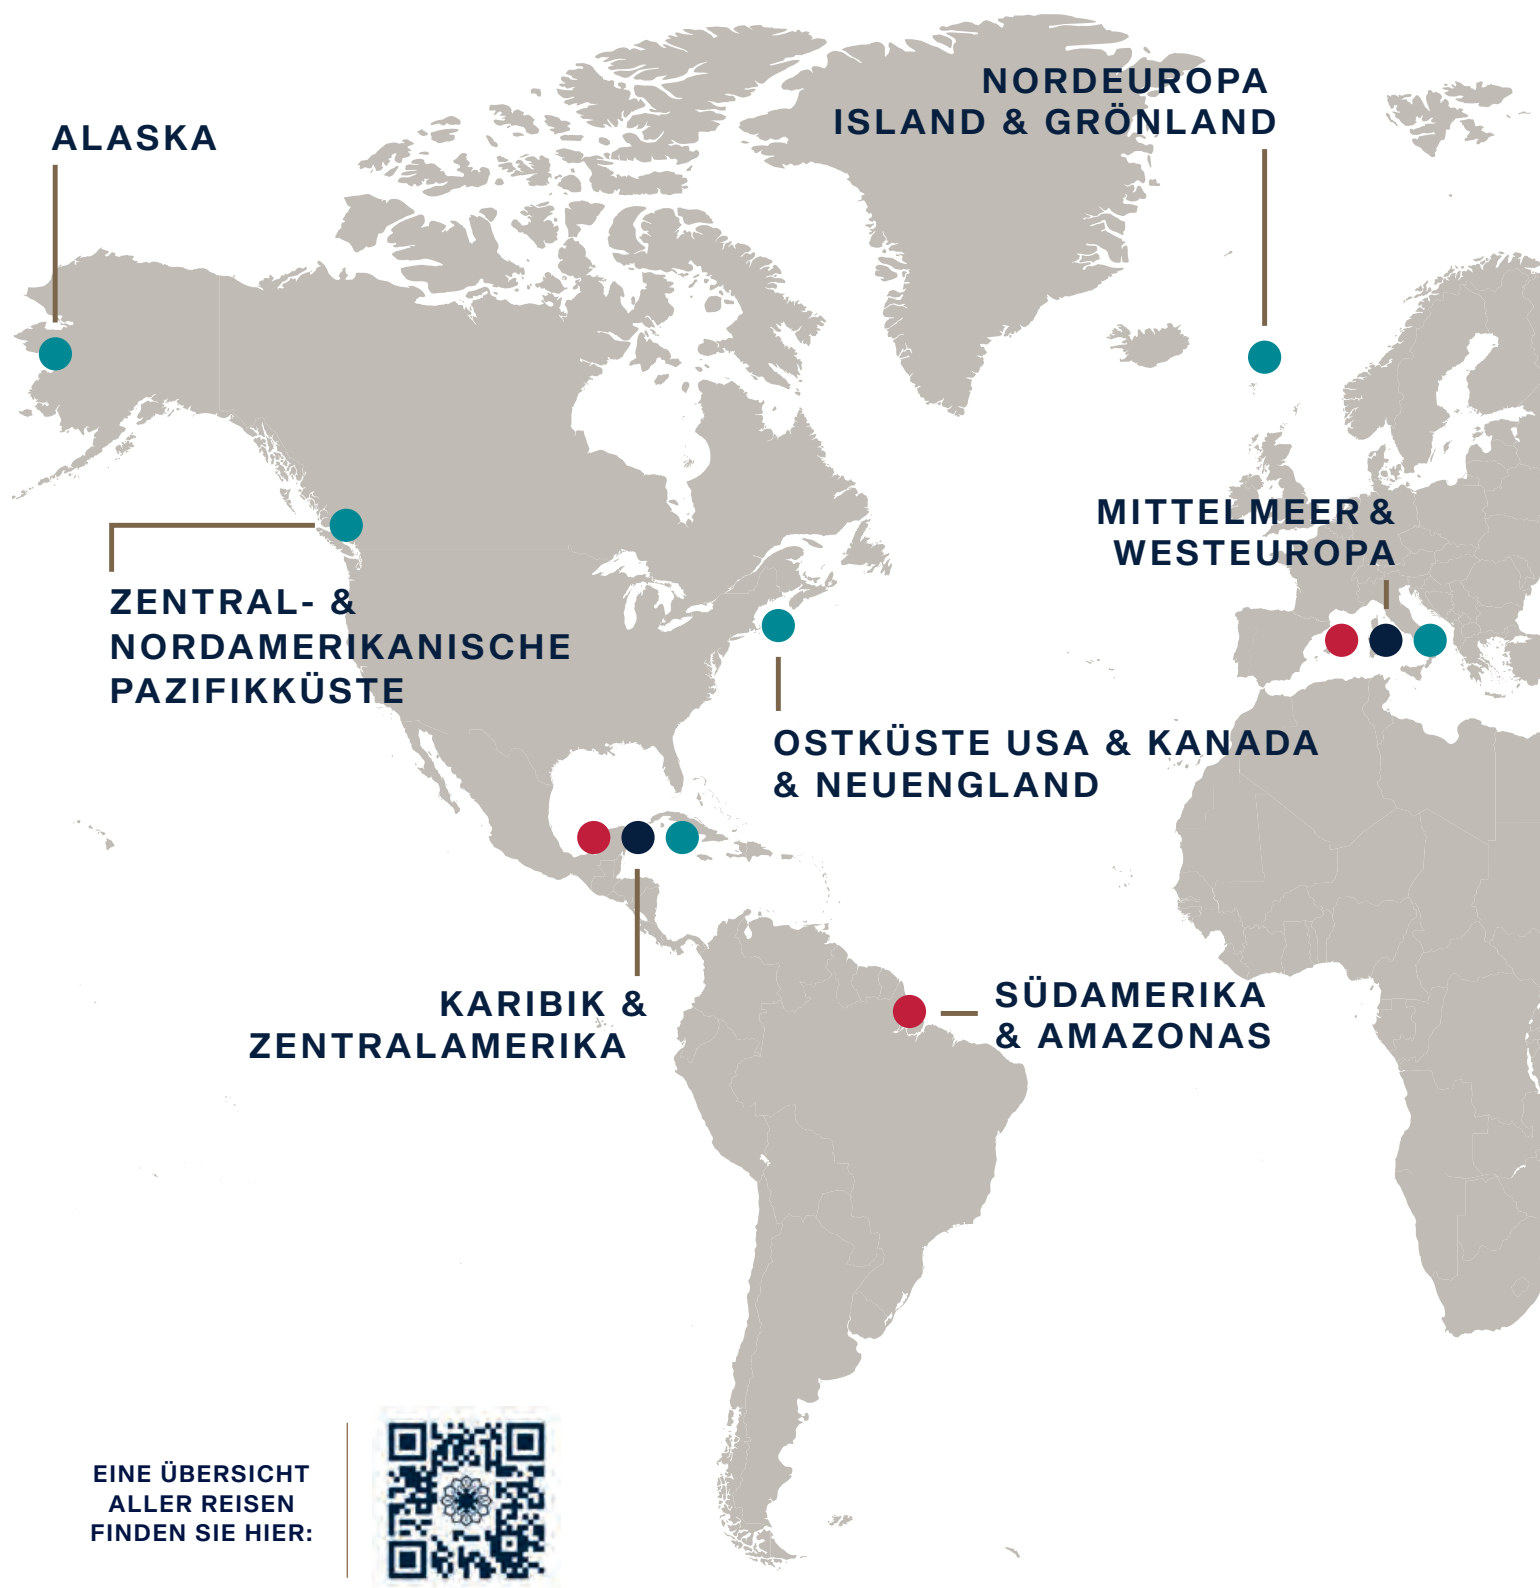 NORDEUROPA
ISLAND & GRÖNLAND
ALASKA
MITTELMEER &
WESTEUROPA
ZENTRAL- &
NORDAMERIKANISCHE
PAZIFIKKÜSTE
OSTKÜSTE USA & KANADA
& NEUENGLAND
KARIBIK &
ZENTRALAMERIKA
SÜDAMERIKA
& AMAZONAS
EINE ÜBERSICHT
ALLER REISEN
FINDEN SIE HIER: